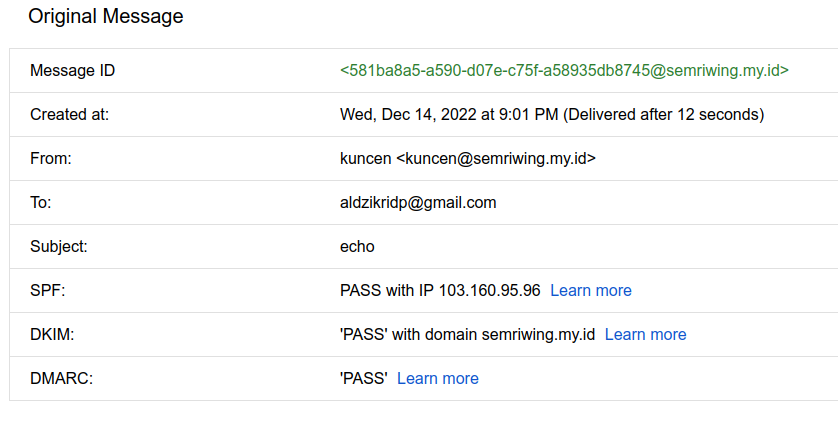 Original Message
Message ID <581ba8a5-a590-d07e-c75f-a58935db8745@semriwing.my.id>
Created at: Wed, Dec 14, 2022 at 9:01 PM (Delivered after 12 seconds)
From: kuncen <kuncen@semriwing.my.id>
To: aldzikridp@gmail.com
Subject: echo
SPF: PASS with IP 103.160.95.96 Learn more
DKIM: 'PASS' with domain semriwing.my.id Learn more
DMARC: 'PASS' Learn more